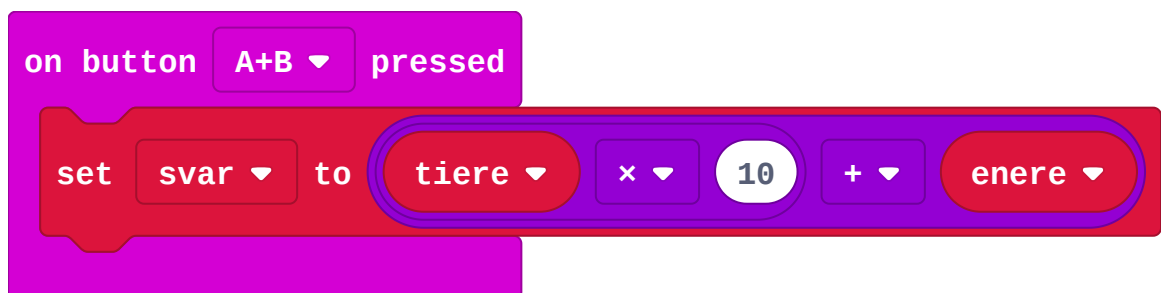 on button A+B pressed
set svar to tiere × 10 + enere